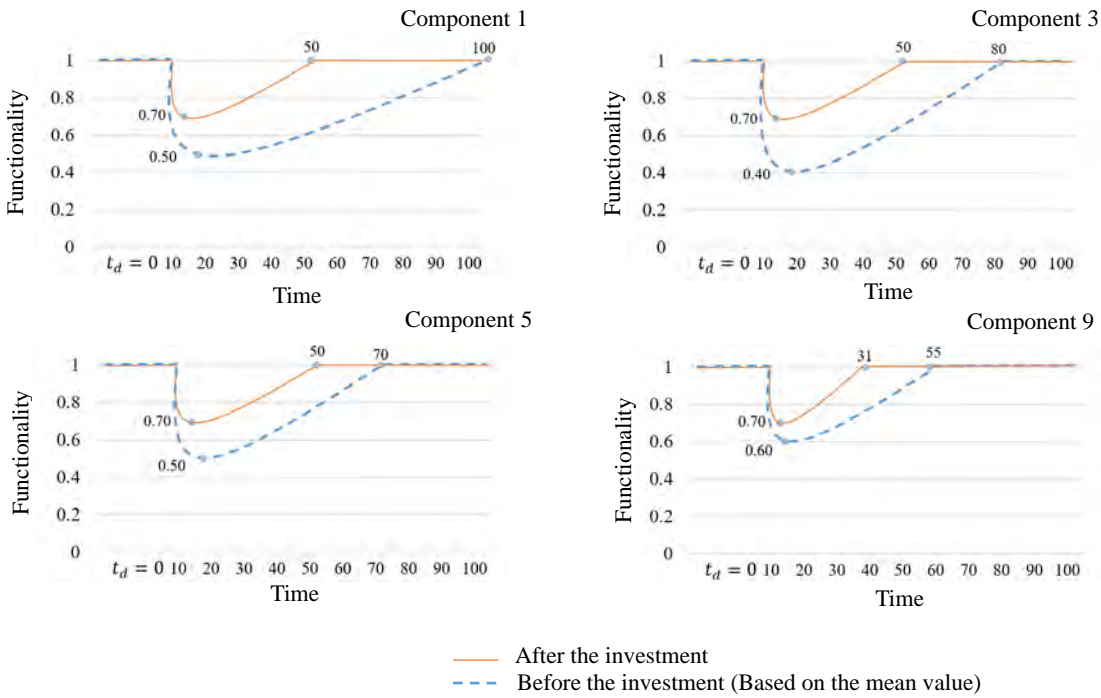 Component 1
50
100
1
0.8
0.70
0.6
0.50
0.4
0.2
0
Functionality
t_d = 0 10 20 30 40 50 60 70 80 90 100
Time
Component 3
50
80
1
0.8
0.70
0.6
0.4
0.40
0.2
0
Functionality
t_d = 0 10 20 30 40 50 60 70 80 90 100
Time
Component 5
50
70
1
0.8
0.70
0.6
0.50
0.4
0.2
0
Functionality
t_d = 0 10 20 30 40 50 60 70 80 90 100
Time
Component 9
31
55
1
0.8
0.70
0.6
0.60
0.4
0.2
0
Functionality
t_d = 0 10 20 30 40 50 60 70 80 90 100
Time
After the investment
Before the investment (Based on the mean value)